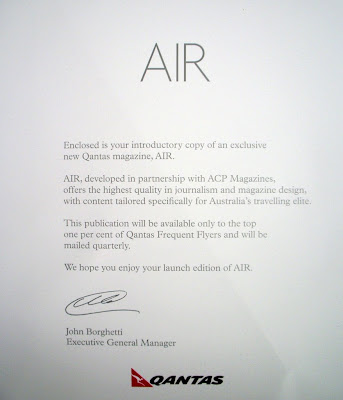 AIR
Enclosed is your introductory copy of an exclusive
new Qantas magazine, AIR.
AIR, developed in partnership with ACP Magazines,
offers the highest quality in journalism and magazine design,
with content tailored specifically for Australia's travelling elite.
This publication will be available only to the top
one per cent of Qantas Frequent Flyers and will be
mailed quarterly.
We hope you enjoy your launch edition of AIR.
John Borghetti
Executive General Manager
QANTAS